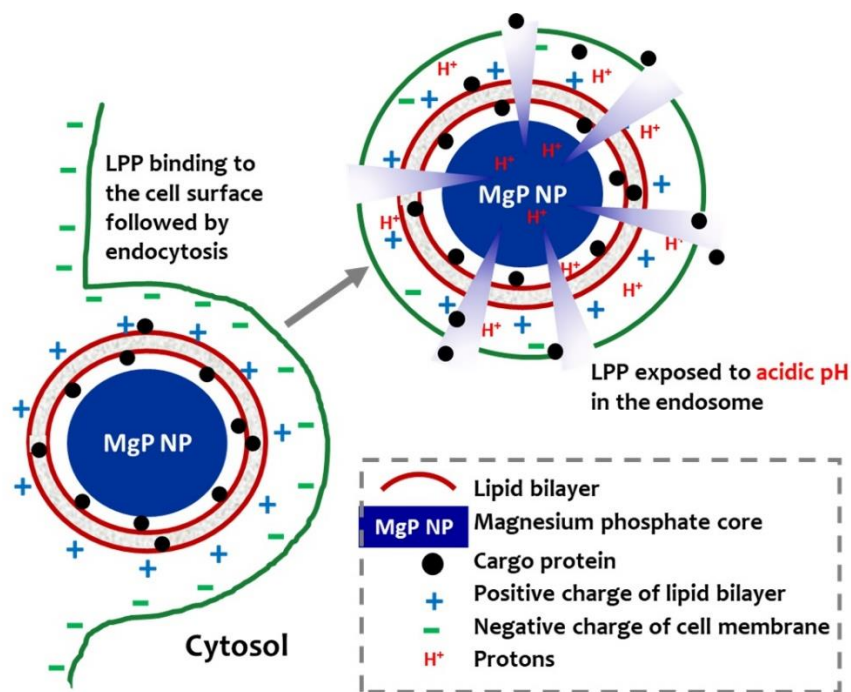 LPP binding to
the cell surface
followed by
endocytosis
H⁺
H⁺
H⁺
H⁺
H⁺
H⁺
MgP NP
H⁺
H⁺
H⁺
H⁺
H⁺
H⁺
LPP exposed to acidic pH
in the endosome
MgP NP
Cytosol
Lipid bilayer
MgP NP Magnesium phosphate core
Cargo protein
+ Positive charge of lipid bilayer
− Negative charge of cell membrane
H⁺ Protons